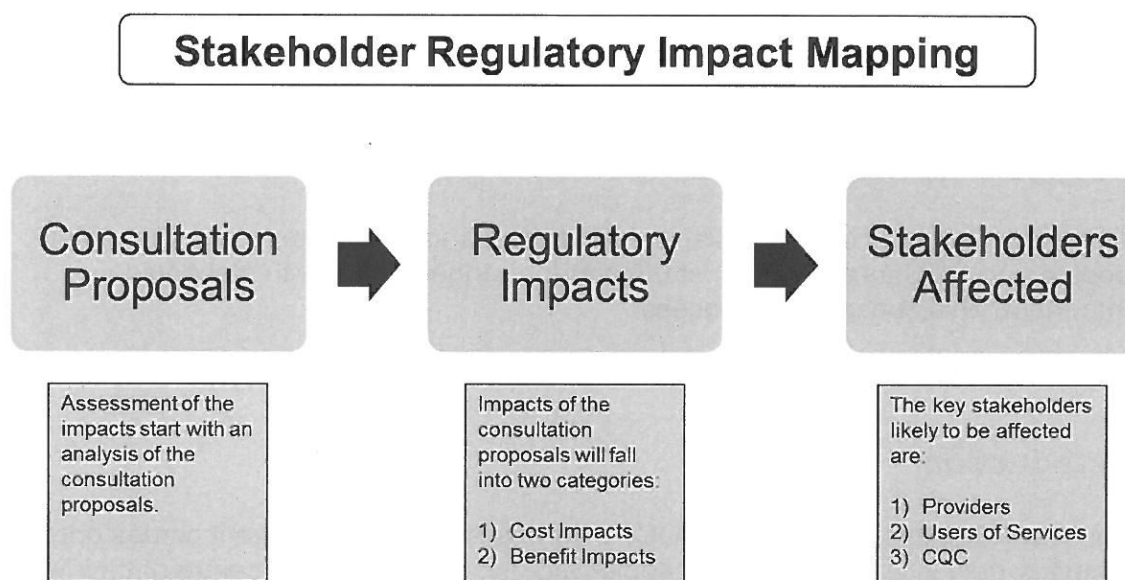 Stakeholder Regulatory Impact Mapping
Consultation
Proposals
Regulatory
Impacts
Stakeholders
Affected
Assessment of the
impacts start with an
analysis of the
consultation
proposals.
Impacts of the
consultation
proposals will fall
into two categories:
1) Cost Impacts
2) Benefit Impacts
The key stakeholders
likely to be affected
are:
1) Providers
2) Users of Services
3) CQC